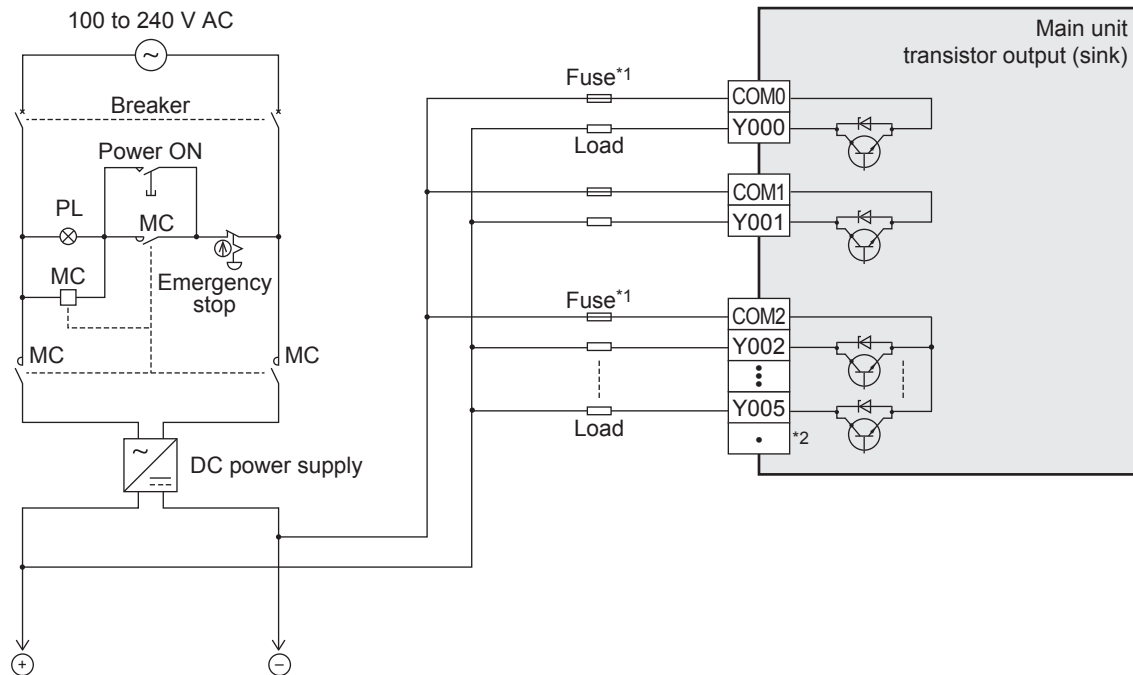 100 to 240 V AC
~
Breaker
Power ON
PL
MC
MC
Emergency
stop
MC
MC
~
DC power supply
+
−
Main unit
transistor output (sink)
Fuse*1
COM0
Y000
Load
COM1
Y001
Fuse*1
COM2
Y002
Y005
Load
*2